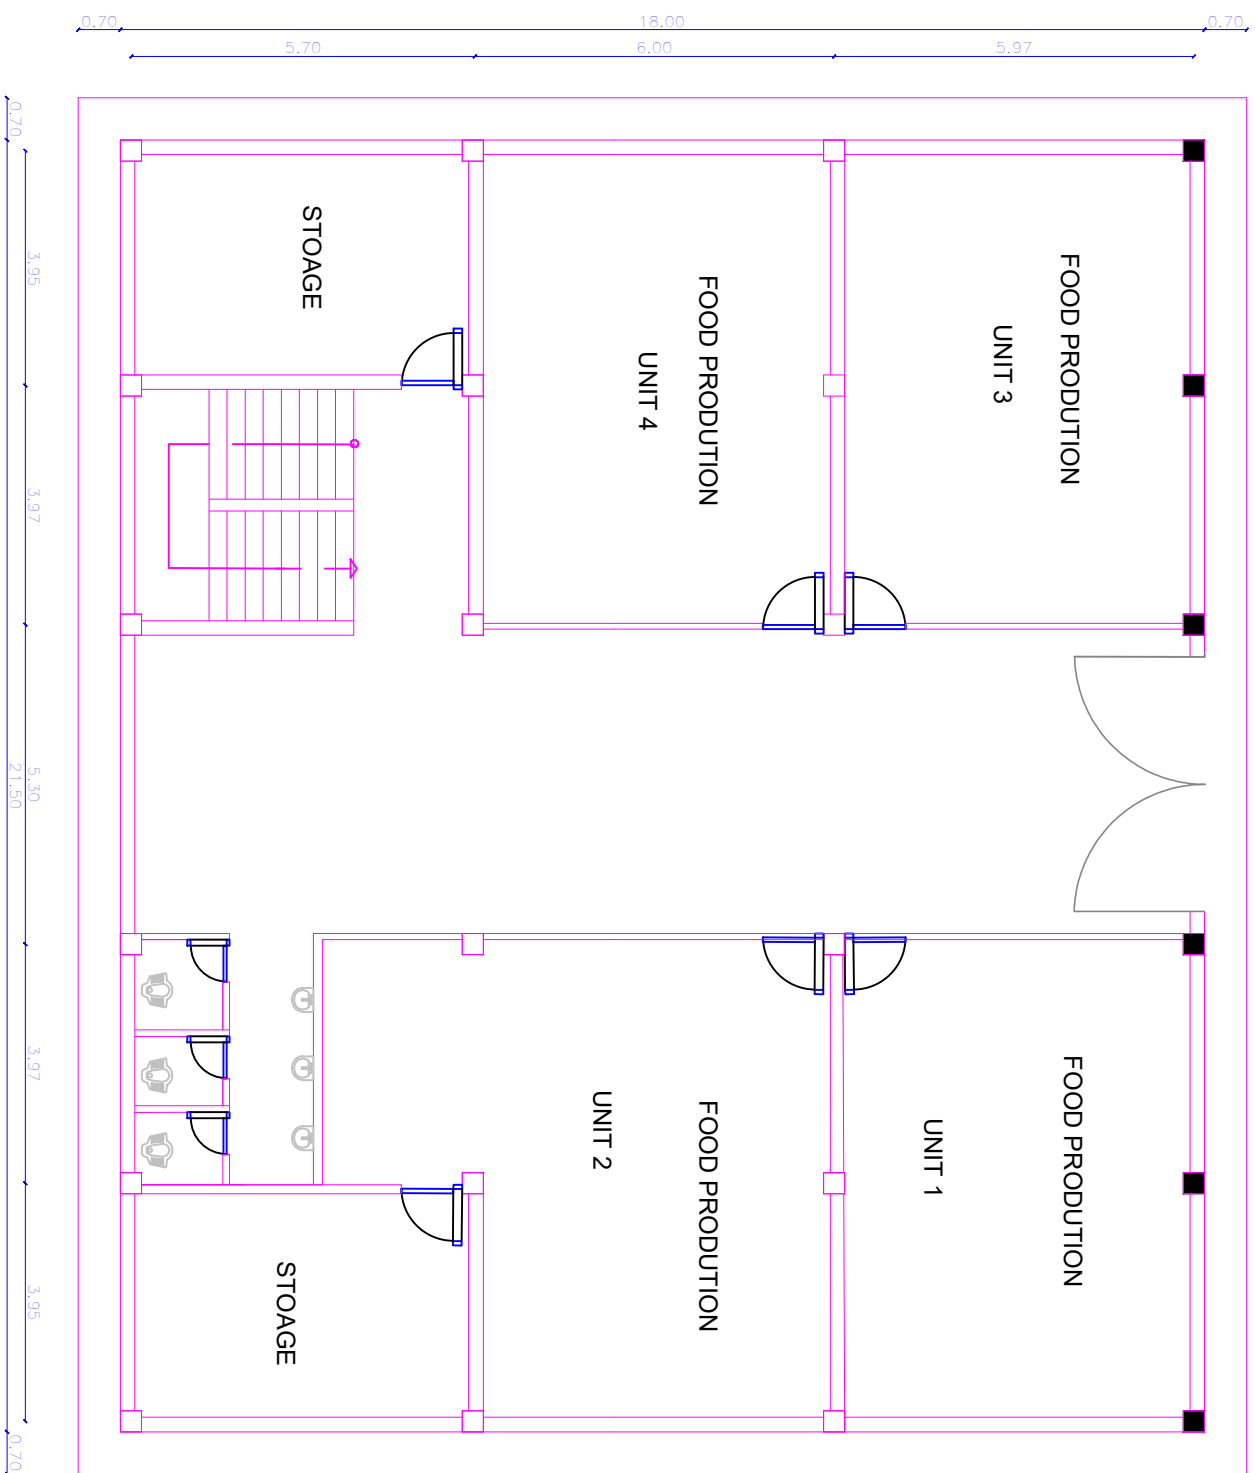 0.70
18.00
0.70
5.70
6.00
5.97
0.70
3.95
3.97
5.30
21.50
3.97
3.95
0.70
STOAGE
FOOD PRODUTION
UNIT 4
FOOD PRODUTION
UNIT 3
FOOD PRODUTION
UNIT 2
FOOD PRODUTION
UNIT 1
STOAGE